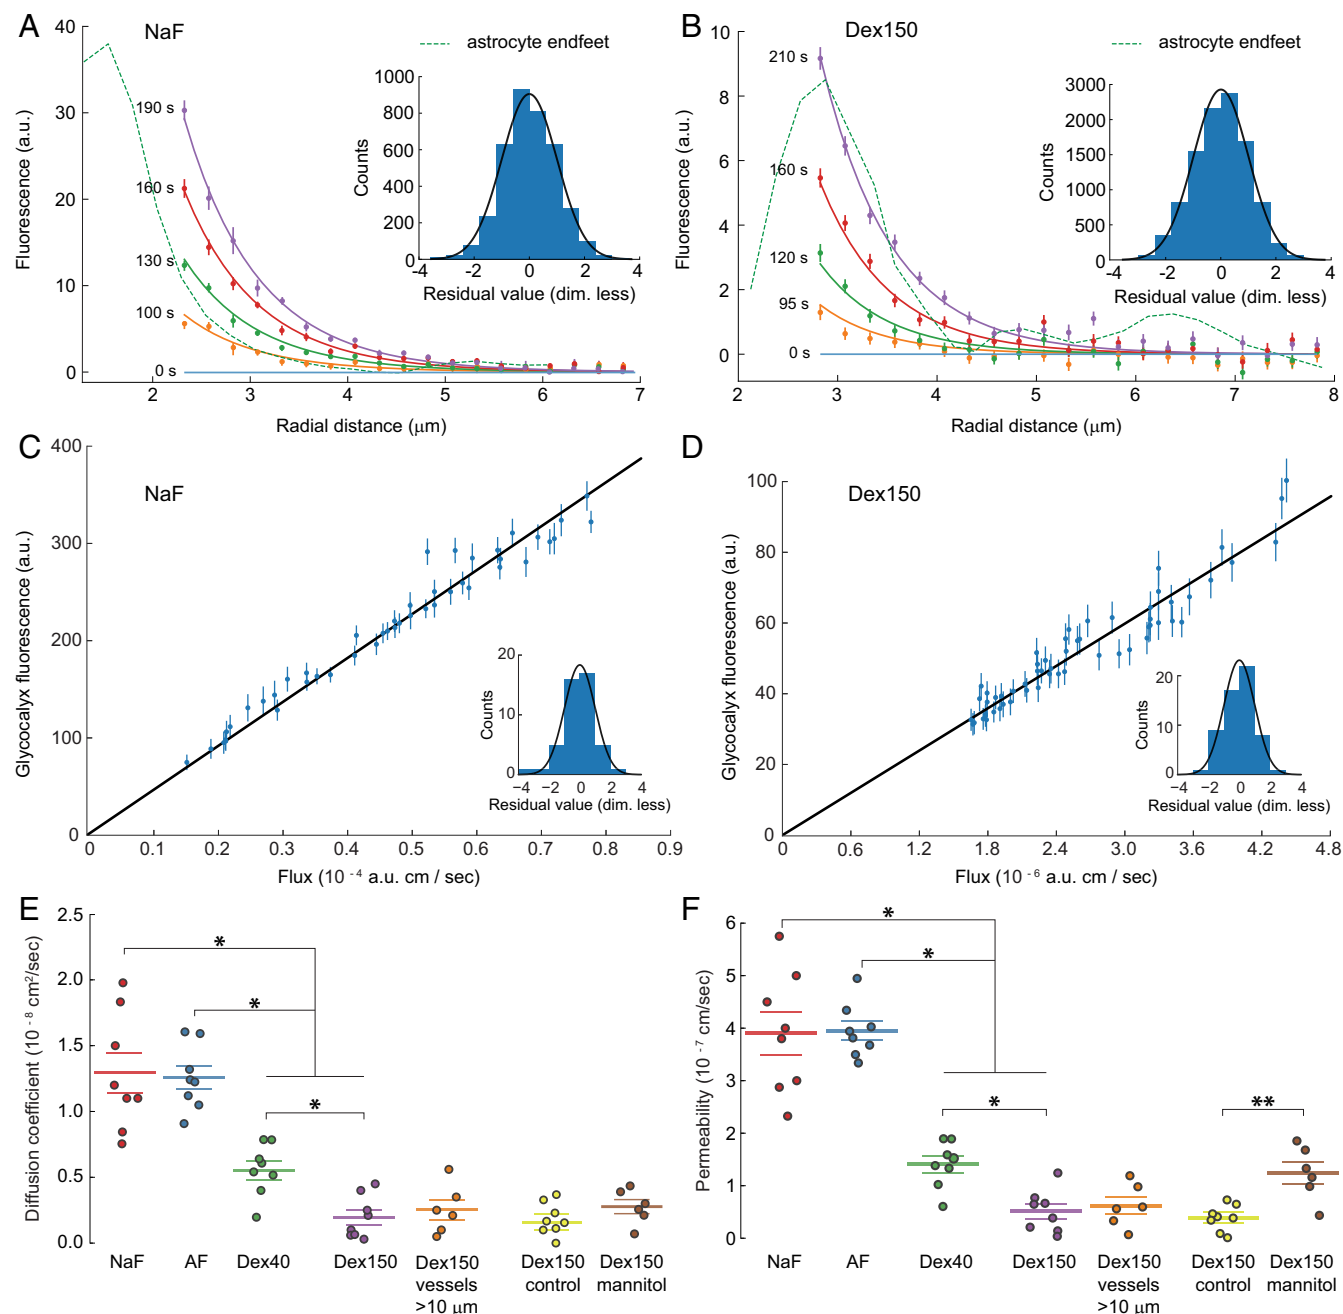 A
NaF
astrocyte endfeet
Fluorescence (a.u.)
40
30
20
10
0
190 s
160 s
130 s
100 s
0 s
2
3
4
5
6
7
Radial distance (μm)
Counts
1000
800
600
400
200
0
−4
−2
0
2
4
Residual value (dim. less)
B
Dex150
astrocyte endfeet
Fluorescence (a.u.)
10
8
6
4
2
0
210 s
160 s
120 s
95 s
0 s
2
3
4
5
6
7
8
Radial distance (μm)
Counts
3000
2500
2000
1500
1000
500
0
−4
−2
0
2
4
Residual value (dim. less)
C
NaF
Glycocalyx fluorescence (a.u.)
400
300
200
100
0
0
0.1
0.2
0.3
0.4
0.5
0.6
0.7
0.8
0.9
Flux (10 -4 a.u. cm / sec)
Counts
20
10
0
−4
−2
0
2
4
Residual value (dim. less)
D
Dex150
Glycocalyx fluorescence (a.u.)
100
80
60
40
20
0
0
0.6
1.2
1.8
2.4
3.0
3.6
4.2
4.8
Flux (10 -6 a.u. cm / sec)
Counts
20
10
0
−4
−2
0
2
4
Residual value (dim. less)
E
Diffusion coefficient (10 -8 cm2/sec)
2.5
2.0
1.5
1.0
0.5
0.0
*
*
*
NaF
AF
Dex40
Dex150
Dex150
vessels
>10 μm
Dex150
control
Dex150
mannitol
F
Permeability (10 -7 cm/sec)
6
5
4
3
2
1
0
*
*
*
**
NaF
AF
Dex40
Dex150
Dex150
vessels
>10 μm
Dex150
control
Dex150
mannitol